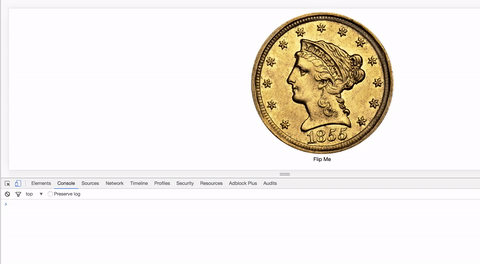 1855
Flip Me
Elements Console Sources Network Timeline Profiles Security Resources Adblock Plus Audits
top ▼ Preserve log